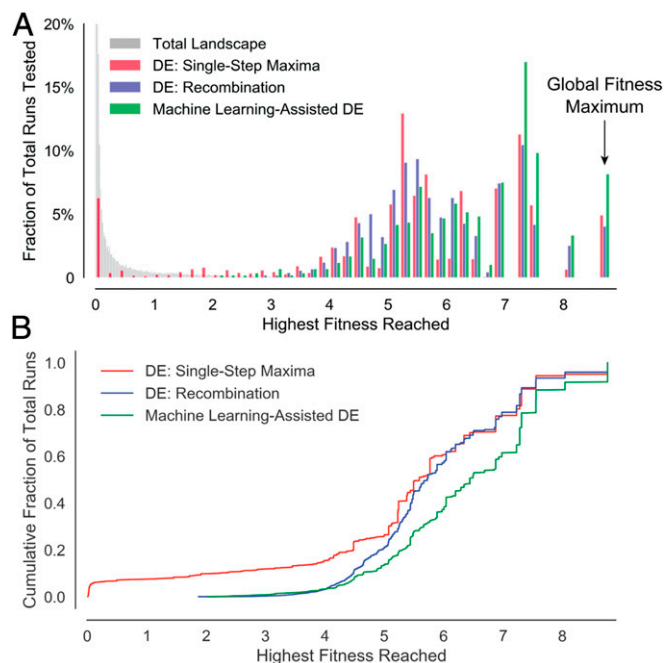 A
20%
15%
10%
5%
0
Fraction of Total Runs Tested
Total Landscape
DE: Single-Step Maxima
DE: Recombination
Machine Learning-Assisted DE
Global Fitness
Maximum
0 1 2 3 4 5 6 7 8
Highest Fitness Reached
B
1.0
0.8
0.6
0.4
0.2
0.0
Cumulative Fraction of Total Runs
DE: Single-Step Maxima
DE: Recombination
Machine Learning-Assisted DE
0 1 2 3 4 5 6 7 8
Highest Fitness Reached